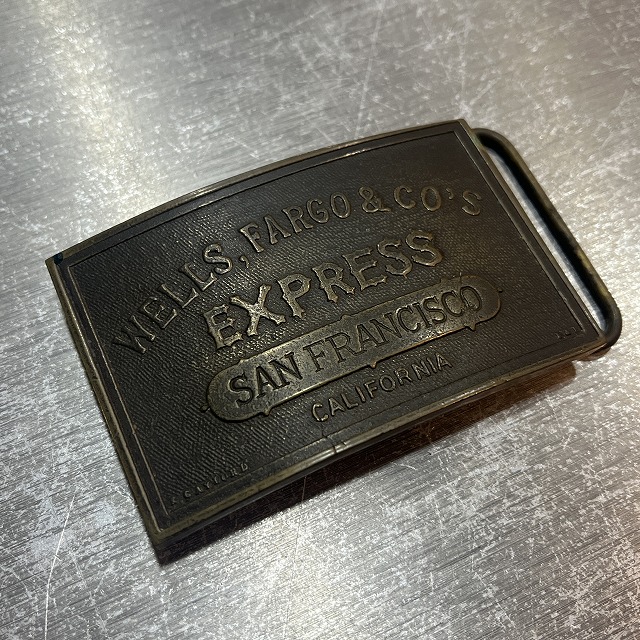 WELLS, FARGO & CO'S
EXPRESS
SAN FRANCISCO
CALIFORNIA